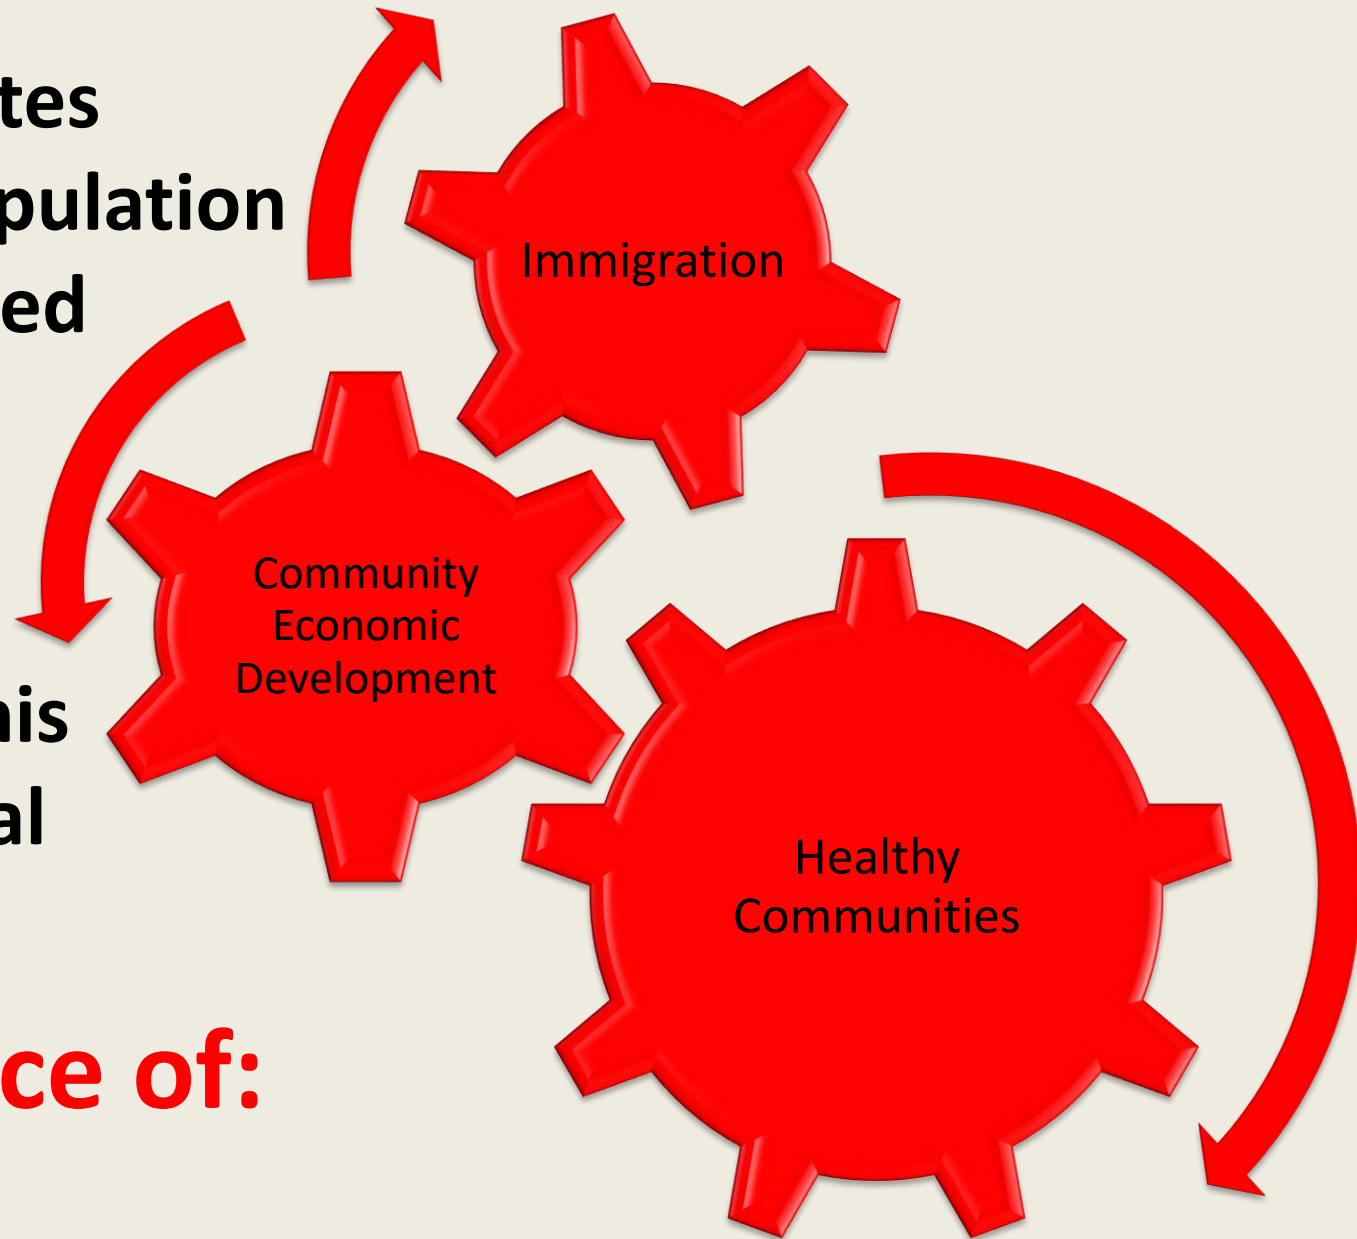 tes
pulation
ed
Immigration
Community
Economic
Development
is
al
Healthy
Communities
ce of: